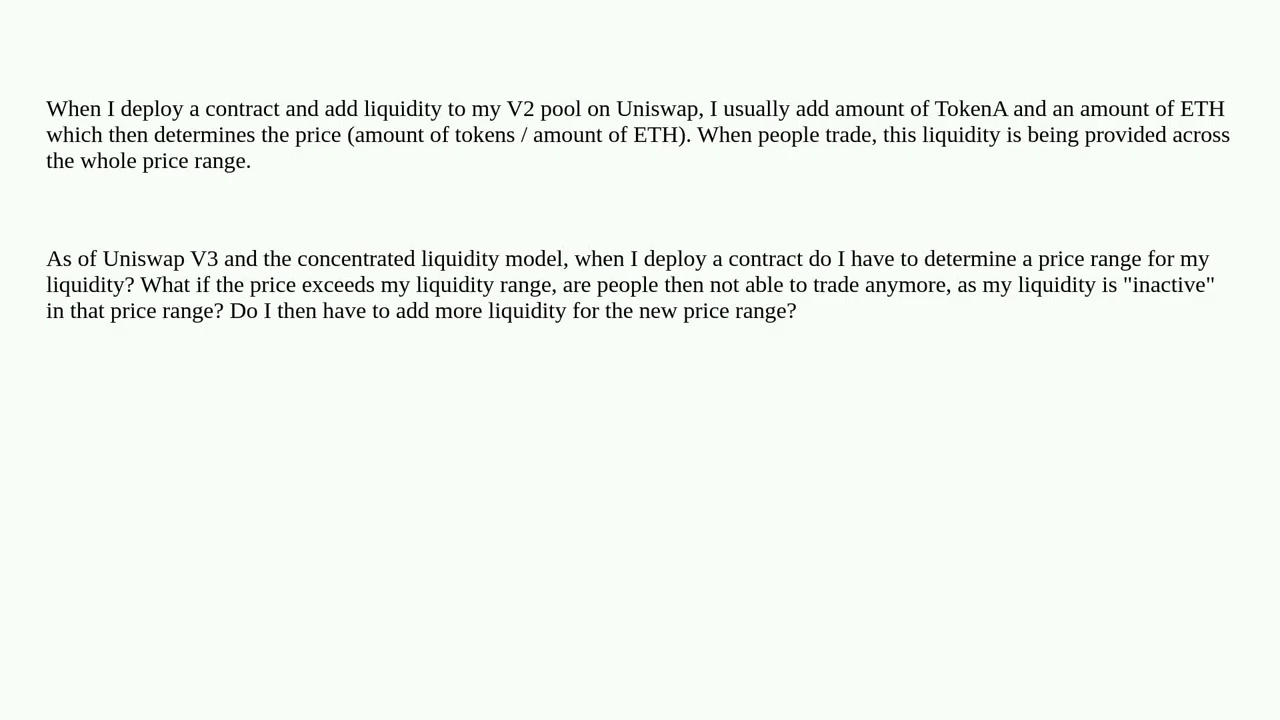 When I deploy a contract and add liquidity to my V2 pool on Uniswap, I usually add amount of TokenA and an amount of ETH
which then determines the price (amount of tokens / amount of ETH). When people trade, this liquidity is being provided across
the whole price range.
As of Uniswap V3 and the concentrated liquidity model, when I deploy a contract do I have to determine a price range for my
liquidity? What if the price exceeds my liquidity range, are people then not able to trade anymore, as my liquidity is "inactive"
in that price range? Do I then have to add more liquidity for the new price range?